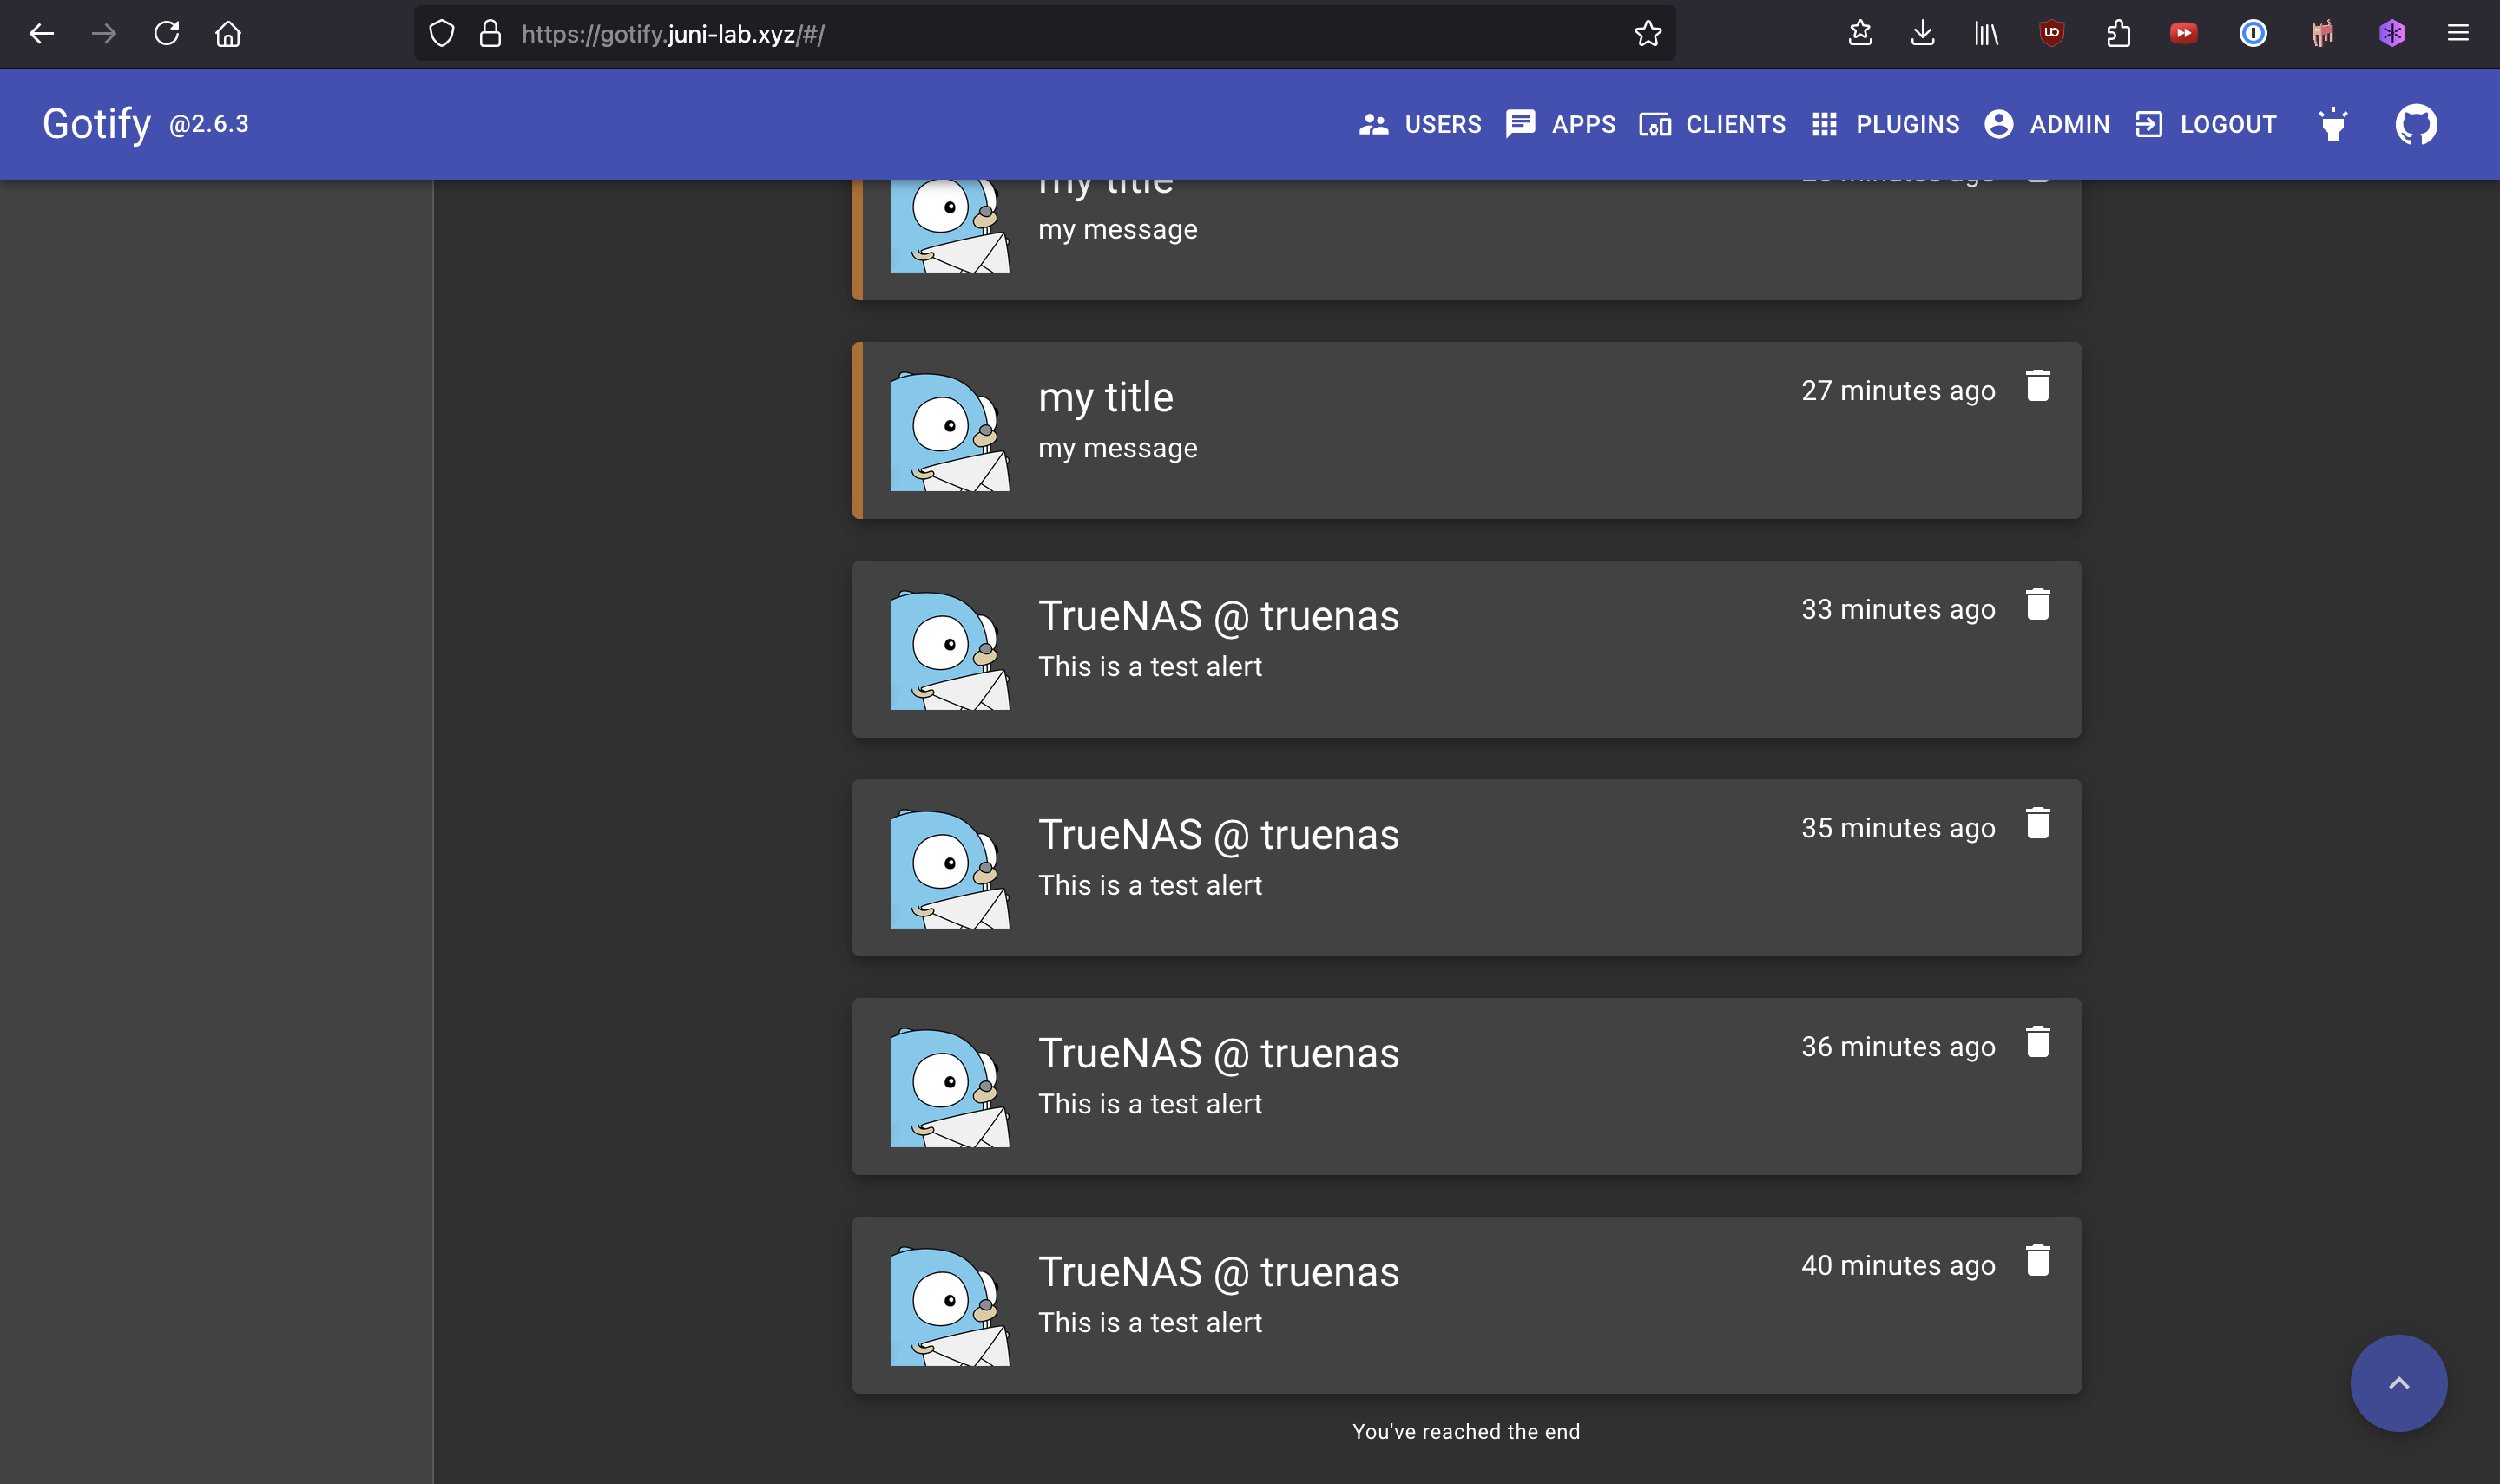 https://gotify.juni-lab.xyz/#/
Gotify @2.6.3
USERS APPS CLIENTS PLUGINS ADMIN LOGOUT
my title
my message
my title 27 minutes ago
my message
TrueNAS @ truenas 33 minutes ago
This is a test alert
TrueNAS @ truenas 35 minutes ago
This is a test alert
TrueNAS @ truenas 36 minutes ago
This is a test alert
TrueNAS @ truenas 40 minutes ago
This is a test alert
You've reached the end